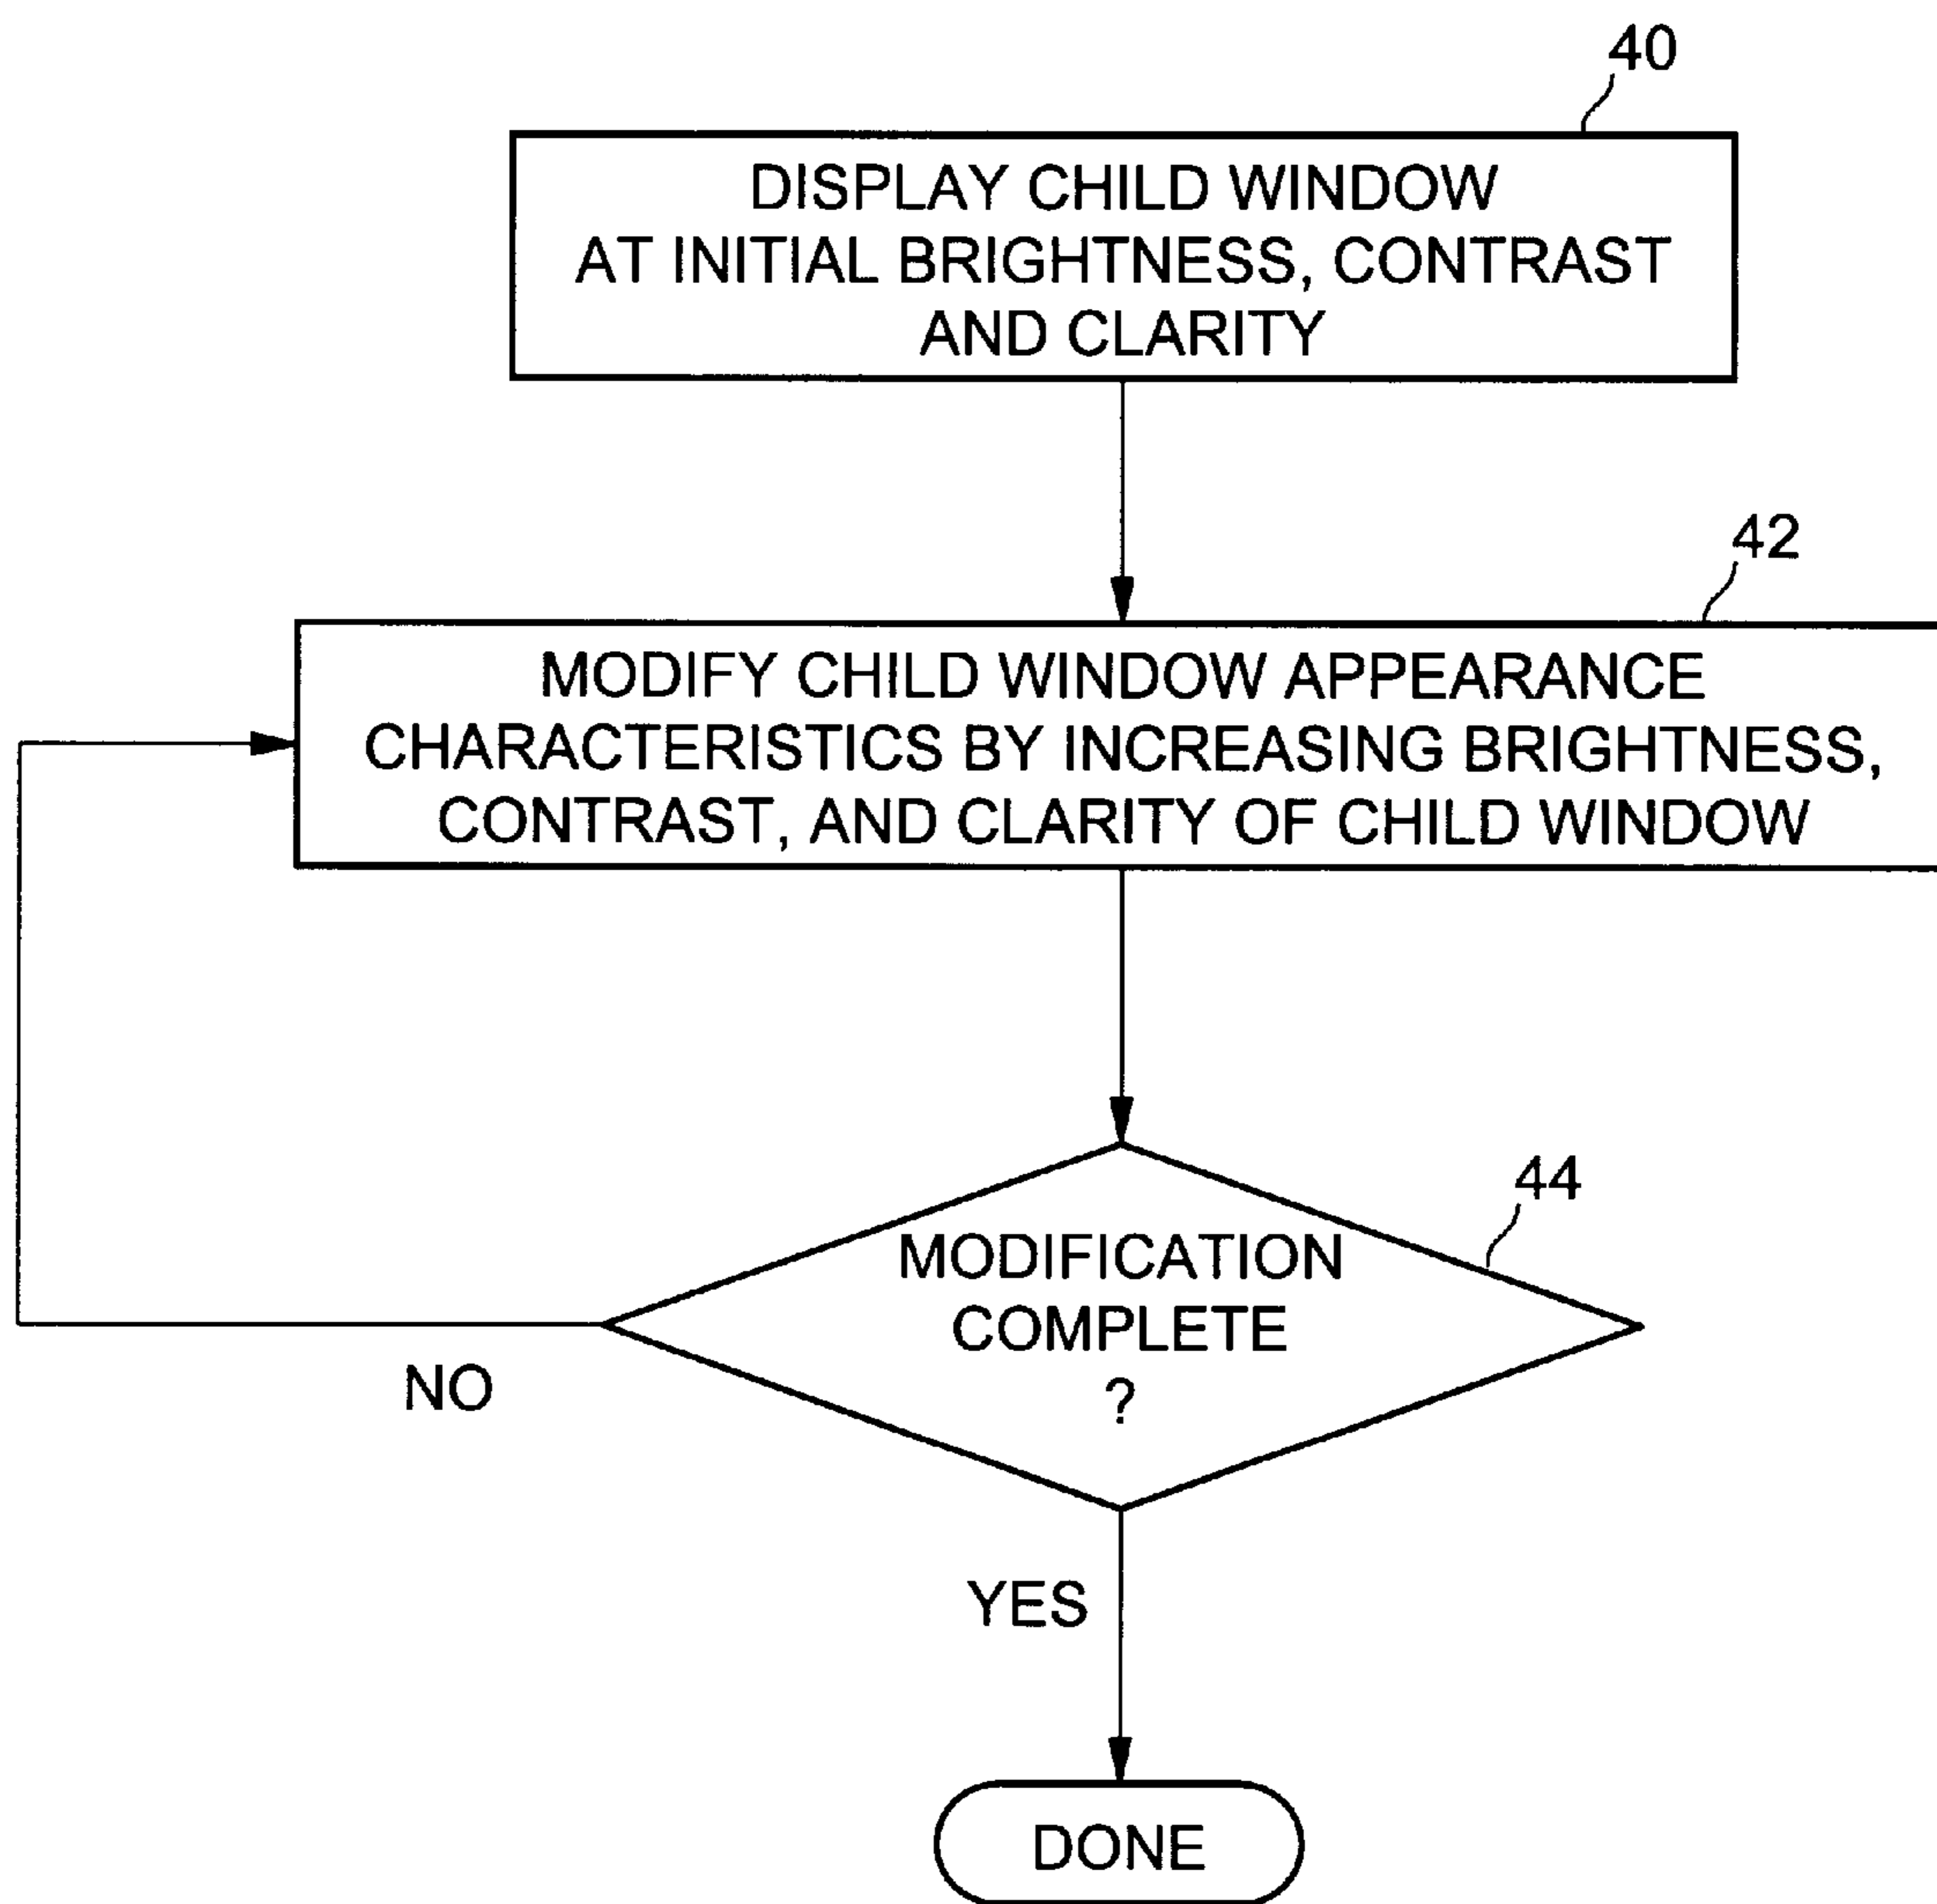 40
DISPLAY CHILD WINDOW
AT INITIAL BRIGHTNESS, CONTRAST
AND CLARITY
42
MODIFY CHILD WINDOW APPEARANCE
CHARACTERISTICS BY INCREASING BRIGHTNESS,
CONTRAST, AND CLARITY OF CHILD WINDOW
44
MODIFICATION
COMPLETE
?
NO
YES
DONE